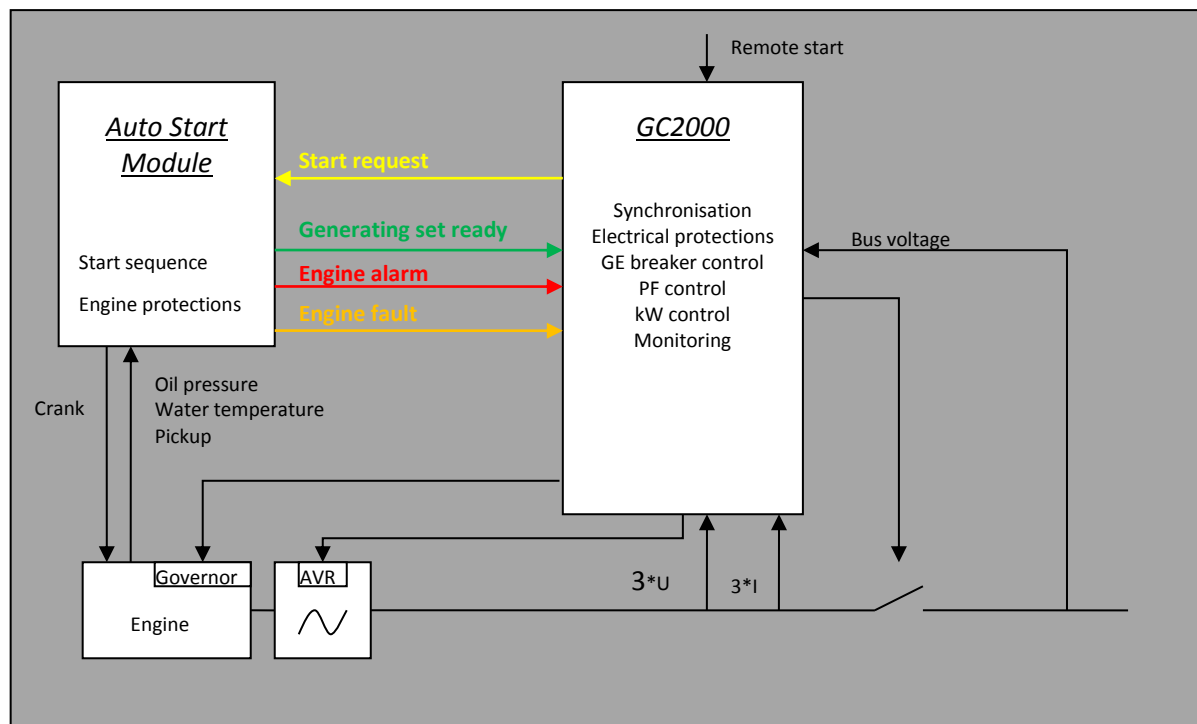 Remote start
Auto Start
Module
GC2000
Start request
Synchronisation
Electrical protections
GE breaker control
PF control
kW control
Monitoring
Generating set ready
Bus voltage
Start sequence
Engine alarm
Engine protections
Engine fault
Crank
Oil pressure
Water temperature
Pickup
Governor
AVR
3*U
3*I
Engine